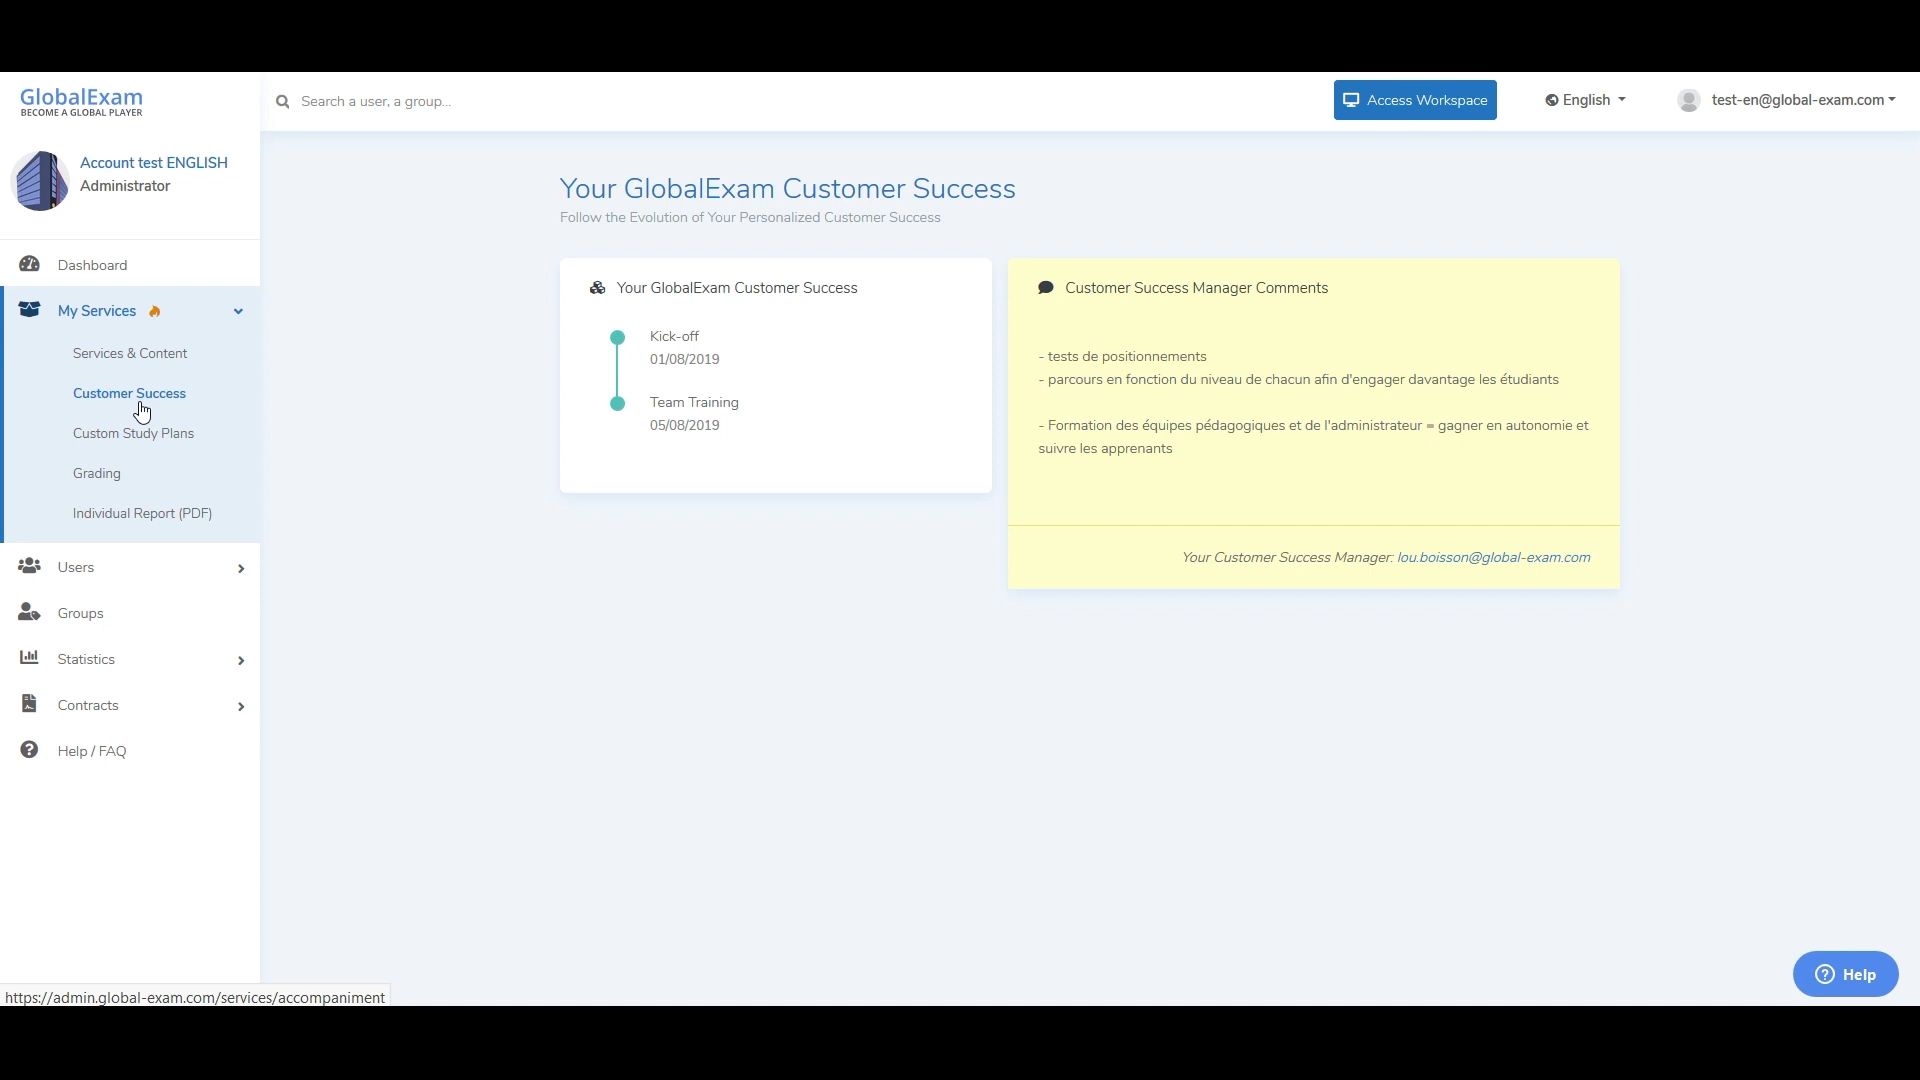 GlobalExam
BECOME A GLOBAL PLAYER
Search a user, a group...
Access Workspace
English
test-en@global-exam.com
Account test ENGLISH
Administrator
Dashboard
My Services
Services & Content
Customer Success
Custom Study Plans
Grading
Individual Report (PDF)
Users
Groups
Statistics
Contracts
Help / FAQ
Your GlobalExam Customer Success
Follow the Evolution of Your Personalized Customer Success
Your GlobalExam Customer Success
Kick-off
01/08/2019
Team Training
05/08/2019
Customer Success Manager Comments
- tests de positionnements
- parcours en fonction du niveau de chacun afin d'engager davantage les étudiants
- Formation des équipes pédagogiques et de l'administrateur = gagner en autonomie et
suivre les apprenants
Your Customer Success Manager: lou.boisson@global-exam.com
Help
https://admin.global-exam.com/services/accompaniment